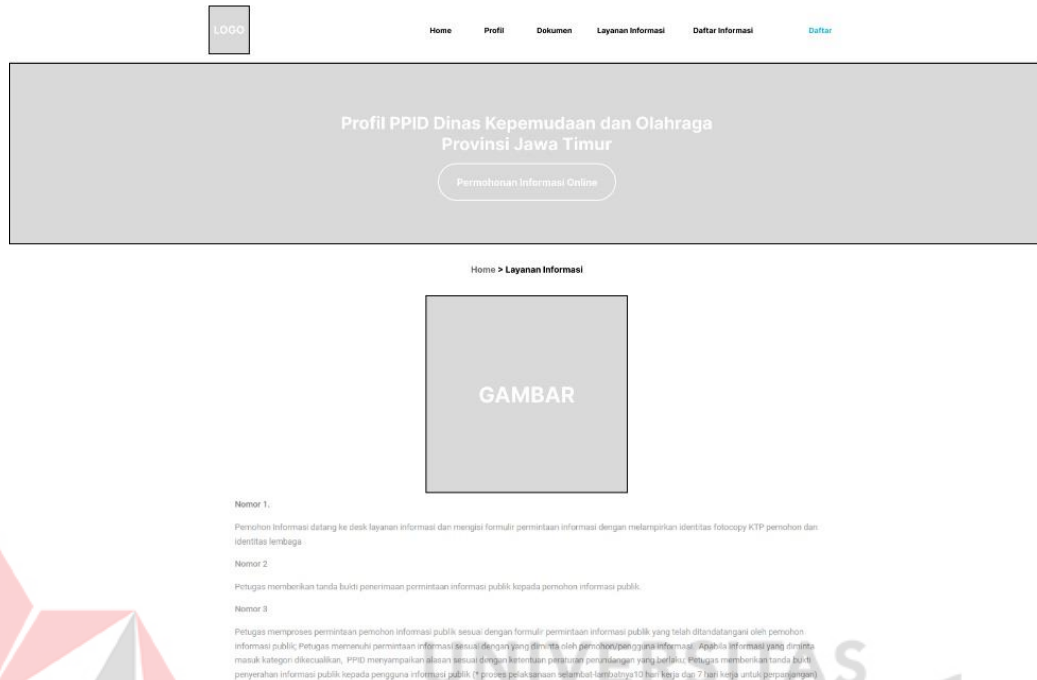 LOGO
Home Profil Dokumen Layanan Informasi Daftar Informasi Daftar
Profil PPID Dinas Kepemudaan dan Olahraga
Provinsi Jawa Timur
Permohonan Informasi Online
Home > Layanan Informasi
GAMBAR
Nomor 1.
Pemohon Informasi datang ke desk layanan informasi dan mengisi formulir permintaan informasi dengan melampirkan identitas fotocopy KTP pemohon dan
identitas lembaga
Nomor 2
Petugas memberikan tanda bukti penerimaan permintaan informasi publik kepada pemohon informasi publik.
Nomor 3
Petugas memproses permintaan pemohon informasi publik sesuai dengan formulir permintaan informasi publik yang telah ditandatangani oleh pemohon
informasi publik; Petugas memenuhi permintaan informasi sesuai dengan yang diminta oleh pemohon/pengguna informasi. Apabila informasi yang diminta
masuk kategori dikecualikan, PPID menyampaikan alasan sesuai dengan ketentuan peraturan perundangan yang berlaku; Petugas memberikan tanda bukti
penyerahan informasi publik kepada pengguna informasi publik (* proses pelaksanaan selambat-lambatnya10 hari kerja dan 7 hari kerja untuk perpanjangan)
UNIVERSITAS